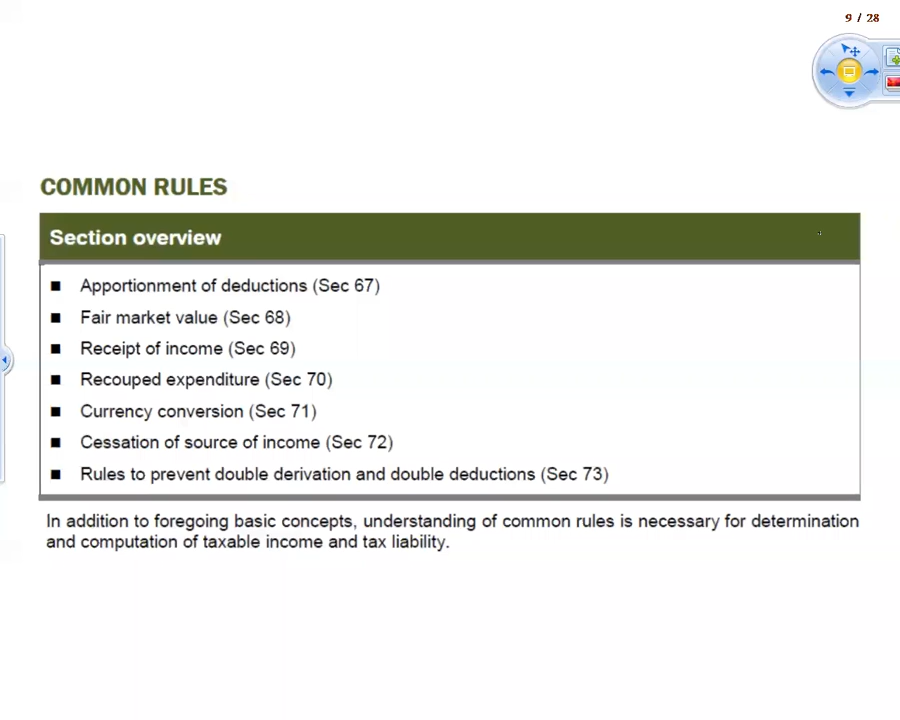 9 / 28
COMMON RULES
Section overview
■ Apportionment of deductions (Sec 67)
■ Fair market value (Sec 68)
■ Receipt of income (Sec 69)
■ Recouped expenditure (Sec 70)
■ Currency conversion (Sec 71)
■ Cessation of source of income (Sec 72)
■ Rules to prevent double derivation and double deductions (Sec 73)
In addition to foregoing basic concepts, understanding of common rules is necessary for determination
and computation of taxable income and tax liability.